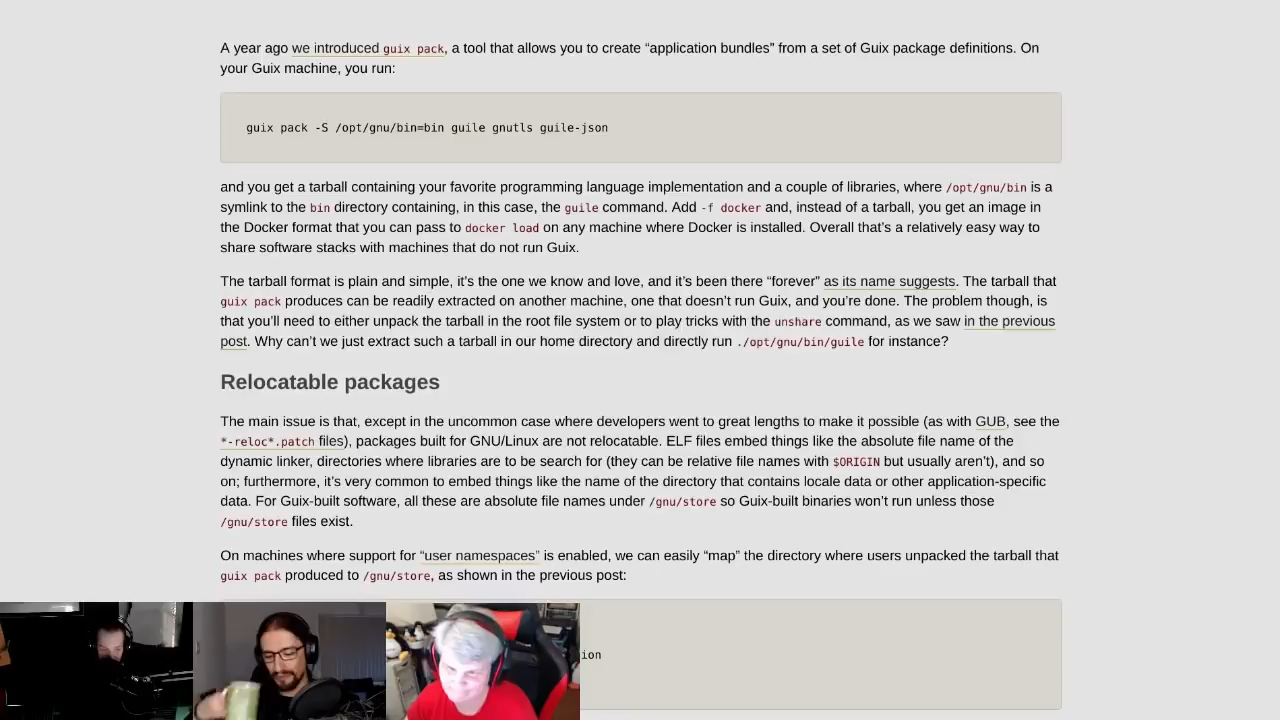 A year ago we introduced guix pack, a tool that allows you to create “application bundles” from a set of Guix package definitions. On
your Guix machine, you run:
guix pack -S /opt/gnu/bin=bin guile gnutls guile-json
and you get a tarball containing your favorite programming language implementation and a couple of libraries, where /opt/gnu/bin is a
symlink to the bin directory containing, in this case, the guile command. Add -f docker and, instead of a tarball, you get an image in
the Docker format that you can pass to docker load on any machine where Docker is installed. Overall that’s a relatively easy way to
share software stacks with machines that do not run Guix.
The tarball format is plain and simple, it’s the one we know and love, and it’s been there “forever” as its name suggests. The tarball that
guix pack produces can be readily extracted on another machine, one that doesn’t run Guix, and you’re done. The problem though, is
that you’ll need to either unpack the tarball in the root file system or to play tricks with the unshare command, as we saw in the previous
post. Why can’t we just extract such a tarball in our home directory and directly run ./opt/gnu/bin/guile for instance?
Relocatable packages
The main issue is that, except in the uncommon case where developers went to great lengths to make it possible (as with GUB, see the
*-reloc*.patch files), packages built for GNU/Linux are not relocatable. ELF files embed things like the absolute file name of the
dynamic linker, directories where libraries are to be search for (they can be relative file names with $ORIGIN but usually aren’t), and so
on; furthermore, it’s very common to embed things like the name of the directory that contains locale data or other application-specific
data. For Guix-built software, all these are absolute file names under /gnu/store so Guix-built binaries won’t run unless those
/gnu/store files exist.
On machines where support for “user namespaces” is enabled, we can easily “map” the directory where users unpacked the tarball that
guix pack produced to /gnu/store, as shown in the previous post:
ion